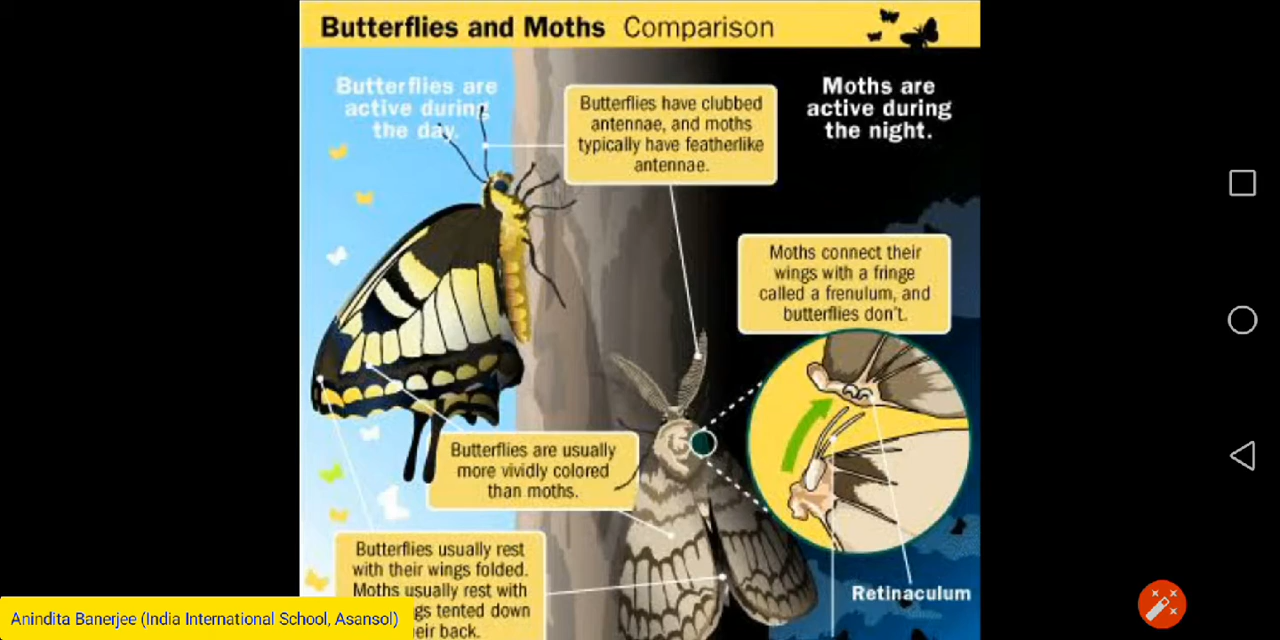 Butterflies and Moths Comparison
Butterflies are
active during
the day.
Butterflies have clubbed
antennae, and moths
typically have featherlike
antennae.
Moths are
active during
the night.
Moths connect their
wings with a fringe
called a frenulum, and
butterflies don't.
Butterflies are usually
more vividly colored
than moths.
Butterflies usually rest
with their wings folded.
Moths usually rest with
tented down
back.
Retinaculum
Anindita Banerjee (India International School, Asansol)